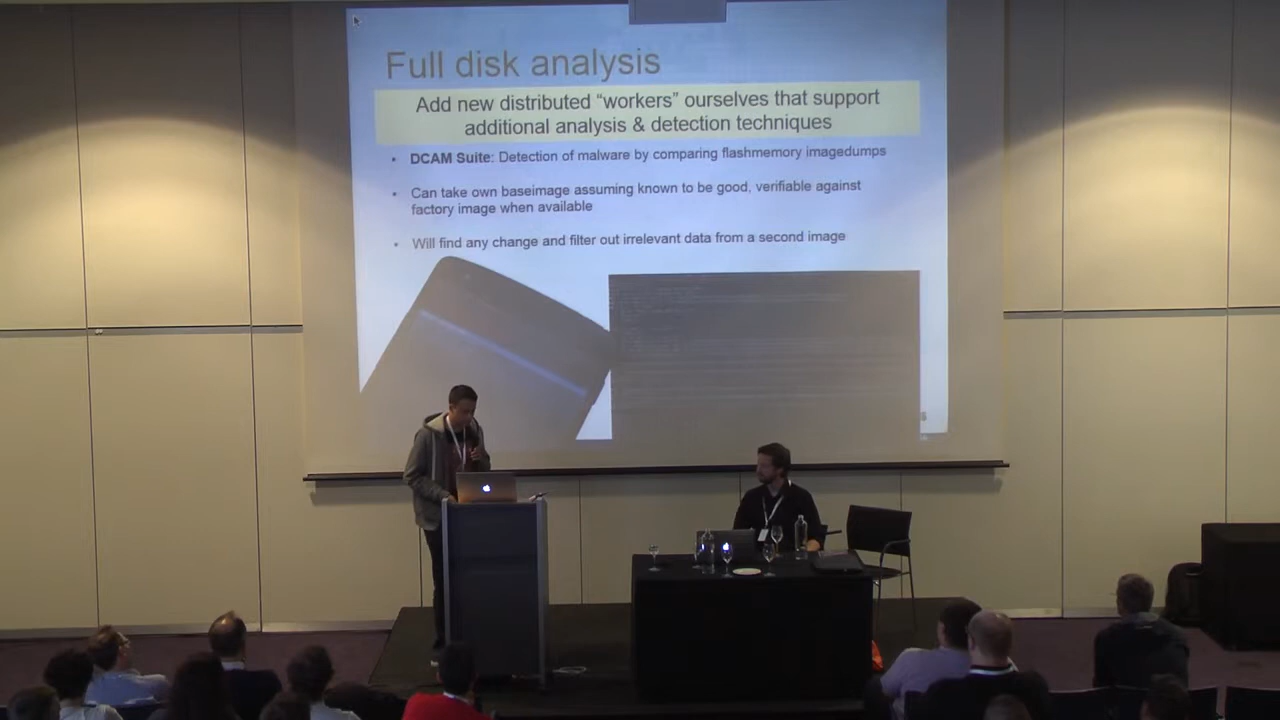 Full disk analysis
Add new distributed “workers” ourselves that support
additional analysis & detection techniques
• DCAM Suite: Detection of malware by comparing flashmemory imagedumps
• Can take own baseimage assuming known to be good, verifiable against
factory image when available
• Will find any change and filter out irrelevant data from a second image